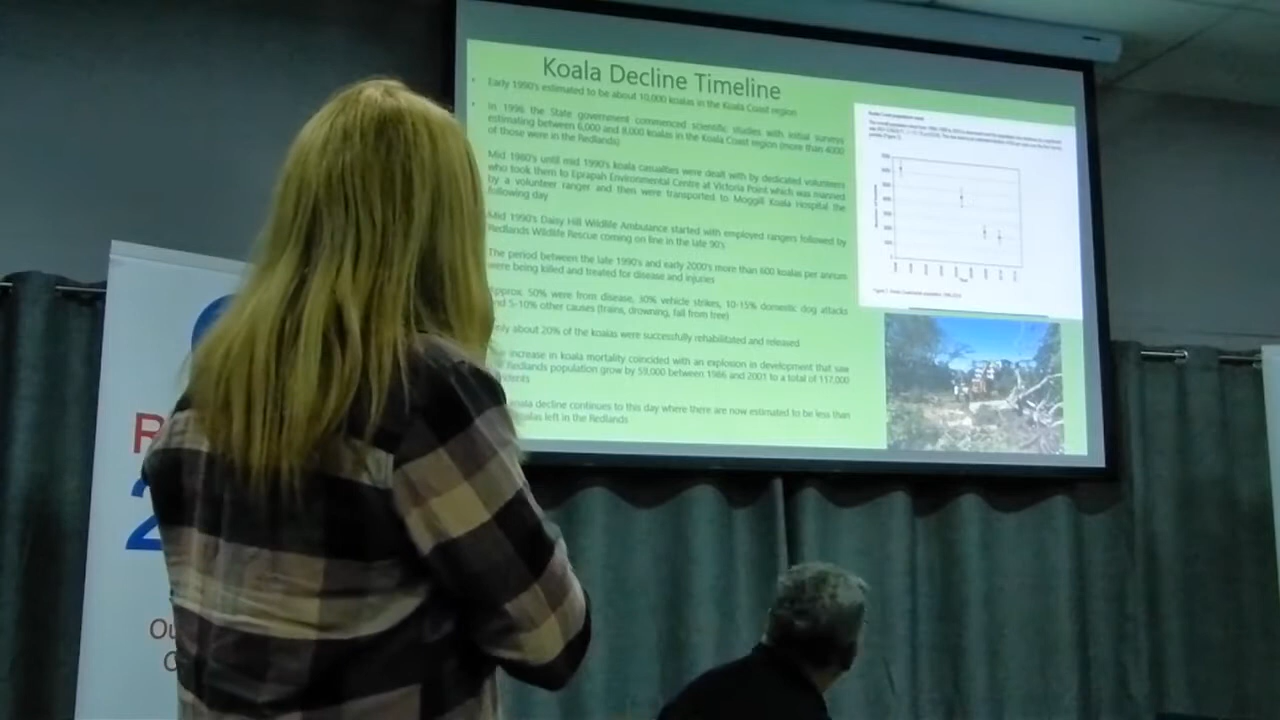 Koala Decline Timeline
Early 1990's estimated to be about 10,000 koalas in the Koala Coast region
In 1996 the State government commenced scientific studies with initial surveys
estimating between 6,000 and 8,000 koalas in the Koala Coast region (more than 4000
of those were in the Redlands)
Mid 1980's until mid 1990's koala casualties were dealt with by dedicated volunteers
who took them to Eprapah Environmental Centre at Victoria Point which was manned
by a volunteer ranger and then were transported to Moggill Koala Hospital the
following day
Mid 1990's Daisy Hill Wildlife Ambulance started with employed rangers followed by
Redlands Wildlife Rescue coming on line in the late 90's
The period between the late 1990's and early 2000's more than 600 koalas per annum
were being killed and treated for disease and injuries
pprox. 50% were from disease, 30% vehicle strikes, 10-15% domestic dog attacks
nd 5-10% other causes (trains, drowning, fall from tree)
nly about 20% of the koalas were successfully rehabilitated and released
increase in koala mortality coincided with an explosion in development that saw
Redlands population grow by 59,000 between 1986 and 2001 to a total of 117,000
idents
oala decline continues to this day where there are now estimated to be less than
oalas left in the Redlands
R
2
Ou
C